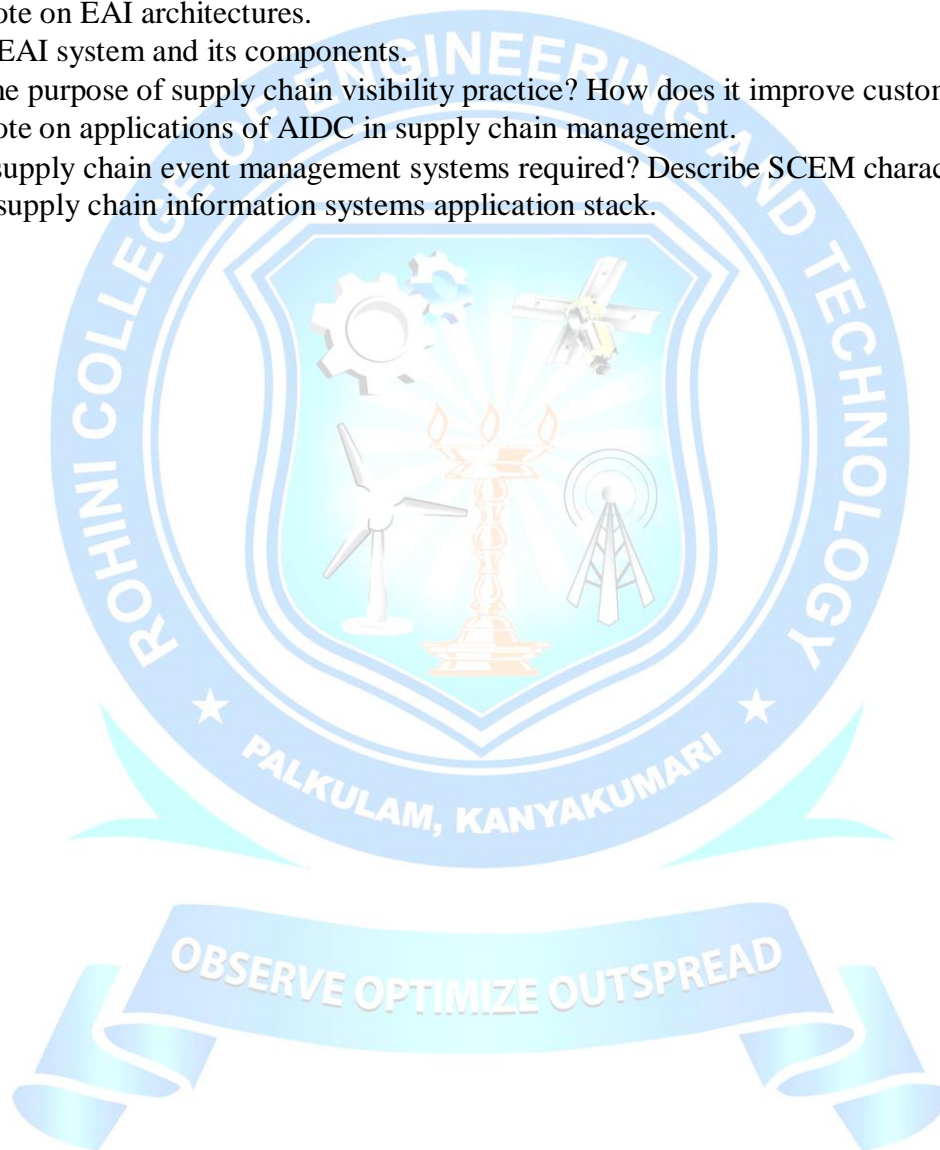 ote on EAI architectures.
EAI system and its components.
ne purpose of supply chain visibility practice? How does it improve custon
ote on applications of AIDC in supply chain management.
supply chain event management systems required? Describe SCEM charac
supply chain information systems application stack.
ROHINI COLLEGE OF ENGINEERING AND TECHNOLOGY
PALKULAM, KANYAKUMARI
OBSERVE OPTIMIZE OUTSPREAD